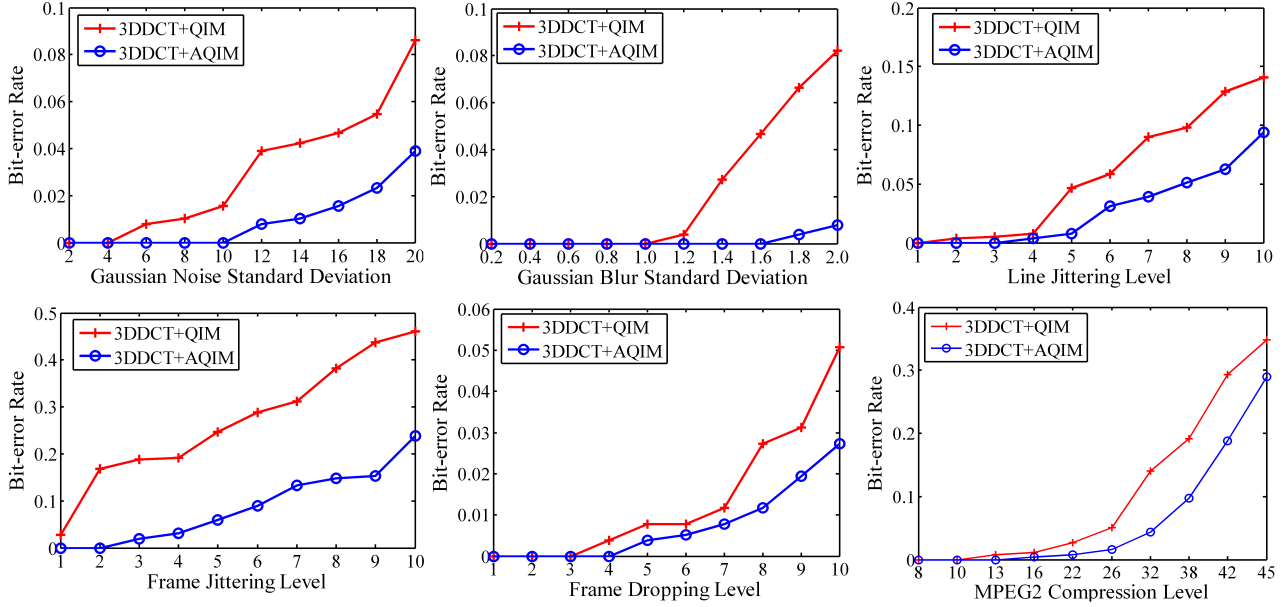 0.1
0.08
0.06
0.04
0.02
0
Bit-error Rate
3DDCT+QIM
3DDCT+AQIM
2 4 6 8 10 12 14 16 18 20
Gaussian Noise Standard Deviation
0.1
0.08
0.06
0.04
0.02
0
Bit-error Rate
3DDCT+QIM
3DDCT+AQIM
0.2 0.4 0.6 0.8 1.0 1.2 1.4 1.6 1.8 2.0
Gaussian Blur Standard Deviation
0.2
0.15
0.1
0.05
0
Bit-error Rate
3DDCT+QIM
3DDCT+AQIM
1 2 3 4 5 6 7 8 9 10
Line Jittering Level
0.5
0.4
0.3
0.2
0.1
0
Bit-error Rate
3DDCT+QIM
3DDCT+AQIM
1 2 3 4 5 6 7 8 9 10
Frame Jittering Level
0.06
0.05
0.04
0.03
0.02
0.01
0
Bit-error Rate
3DDCT+QIM
3DDCT+AQIM
1 2 3 4 5 6 7 8 9 10
Frame Dropping Level
0.4
0.3
0.2
0.1
0
Bit-error Rate
3DDCT+QIM
3DDCT+AQIM
8 10 13 16 22 26 32 38 42 45
MPEG2 Compression Level